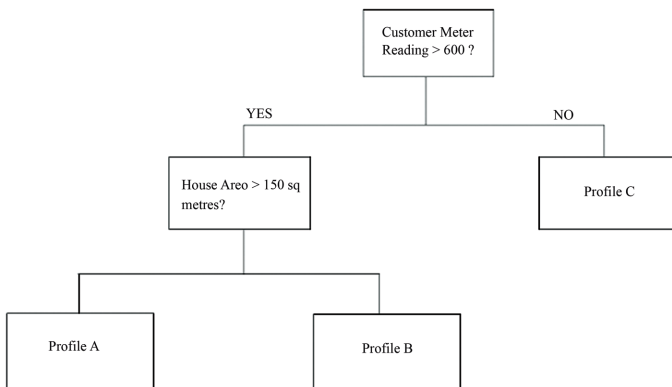 Customer Meter
Reading > 600 ?
YES
NO
House Areo > 150 sq
metres?
Profile C
Profile A
Profile B